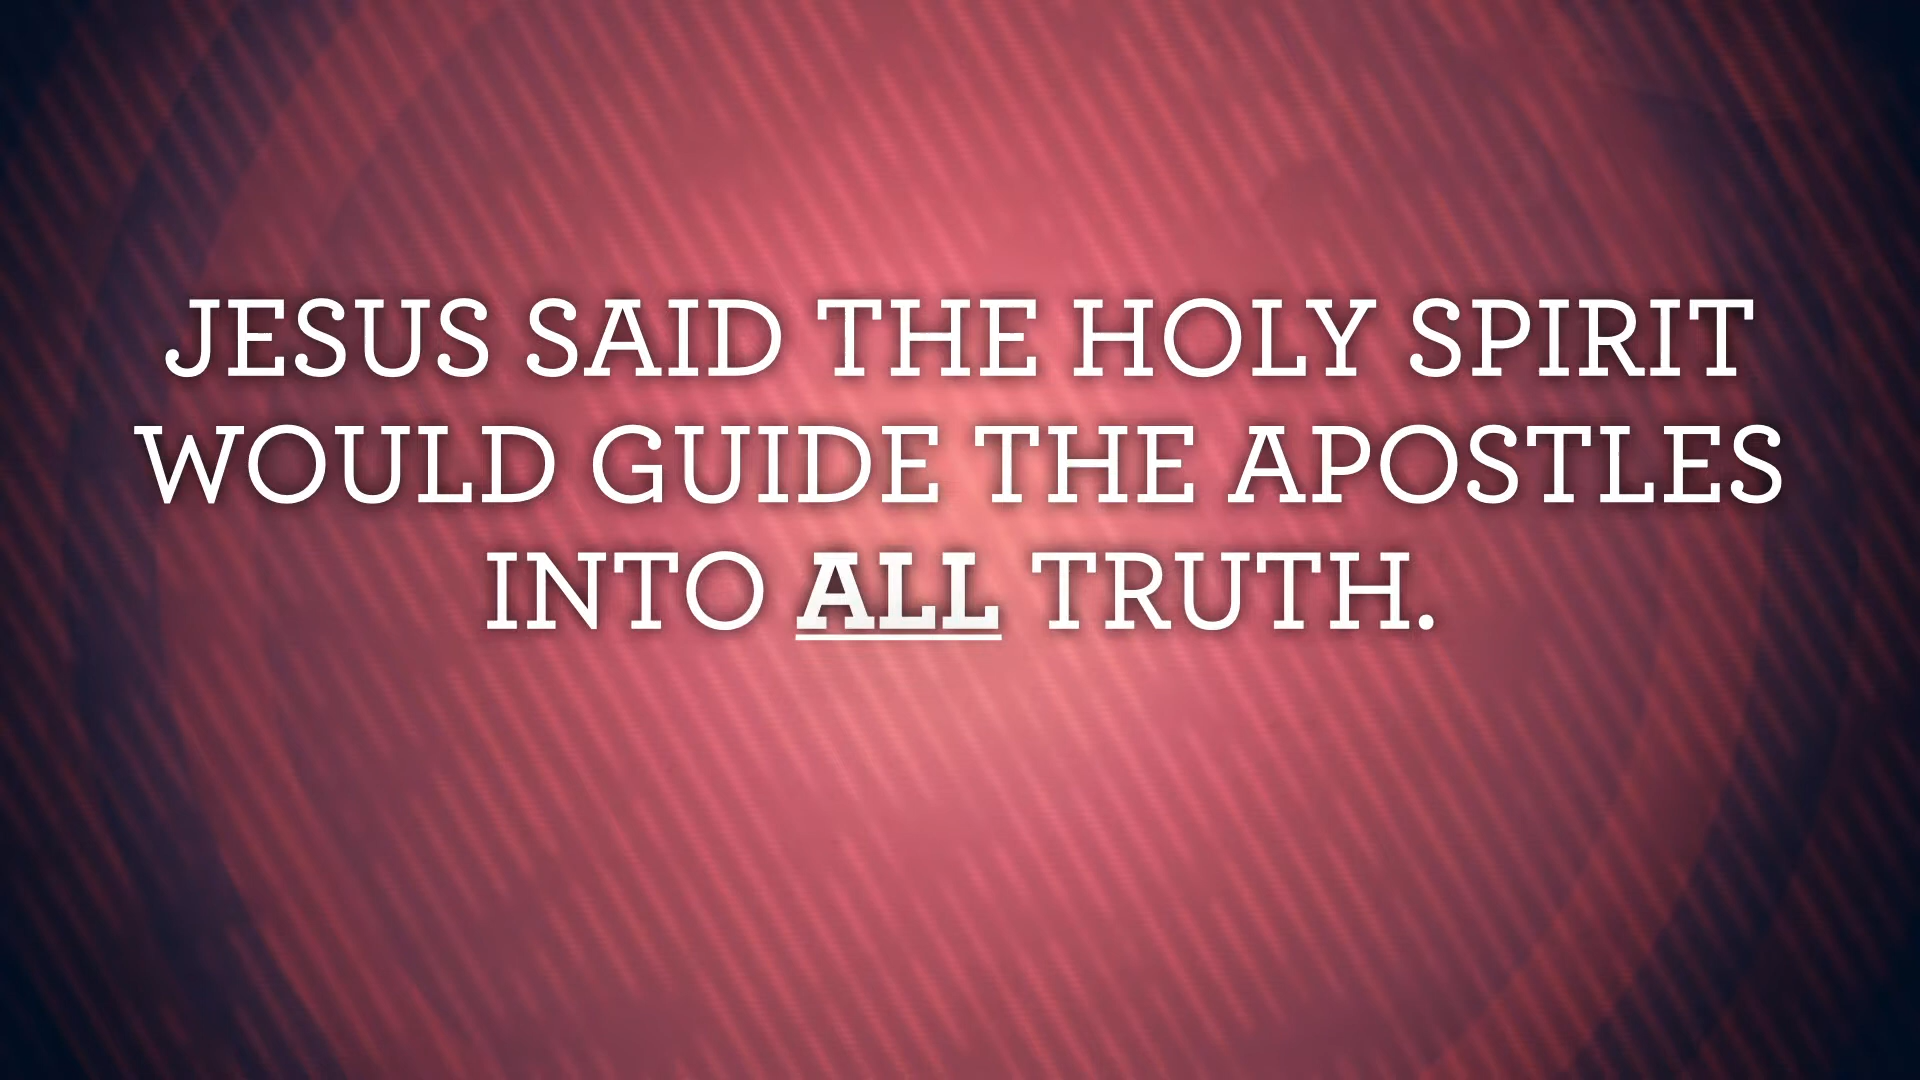 JESUS SAID THE HOLY SPIRIT
WOULD GUIDE THE APOSTLES
INTO ALL TRUTH.